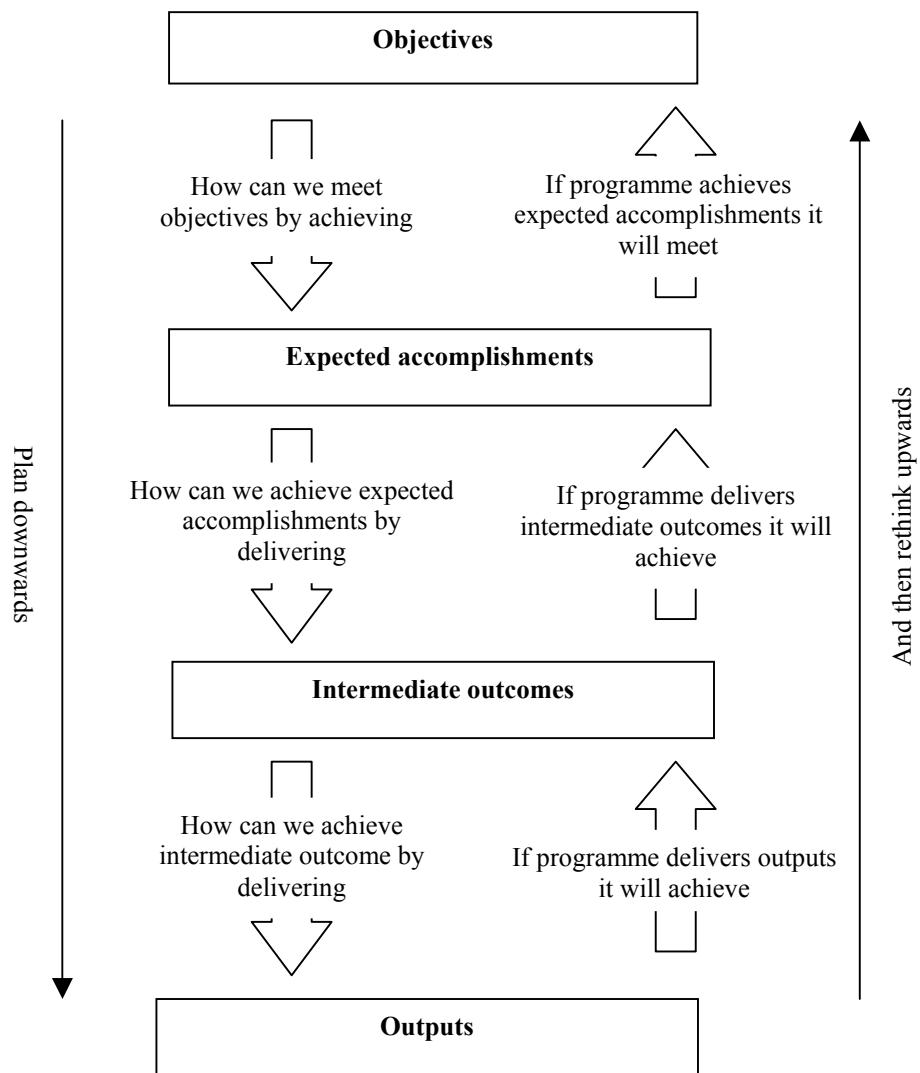 Objectives
How can we meet
objectives by achieving
If programme achieves
expected accomplishments it
will meet
Expected accomplishments
Plan downwards
And then rethink upwards
How can we achieve expected
accomplishments by
delivering
If programme delivers
intermediate outcomes it will
achieve
Intermediate outcomes
How can we achieve
intermediate outcome by
delivering
If programme delivers outputs
it will achieve
Outputs